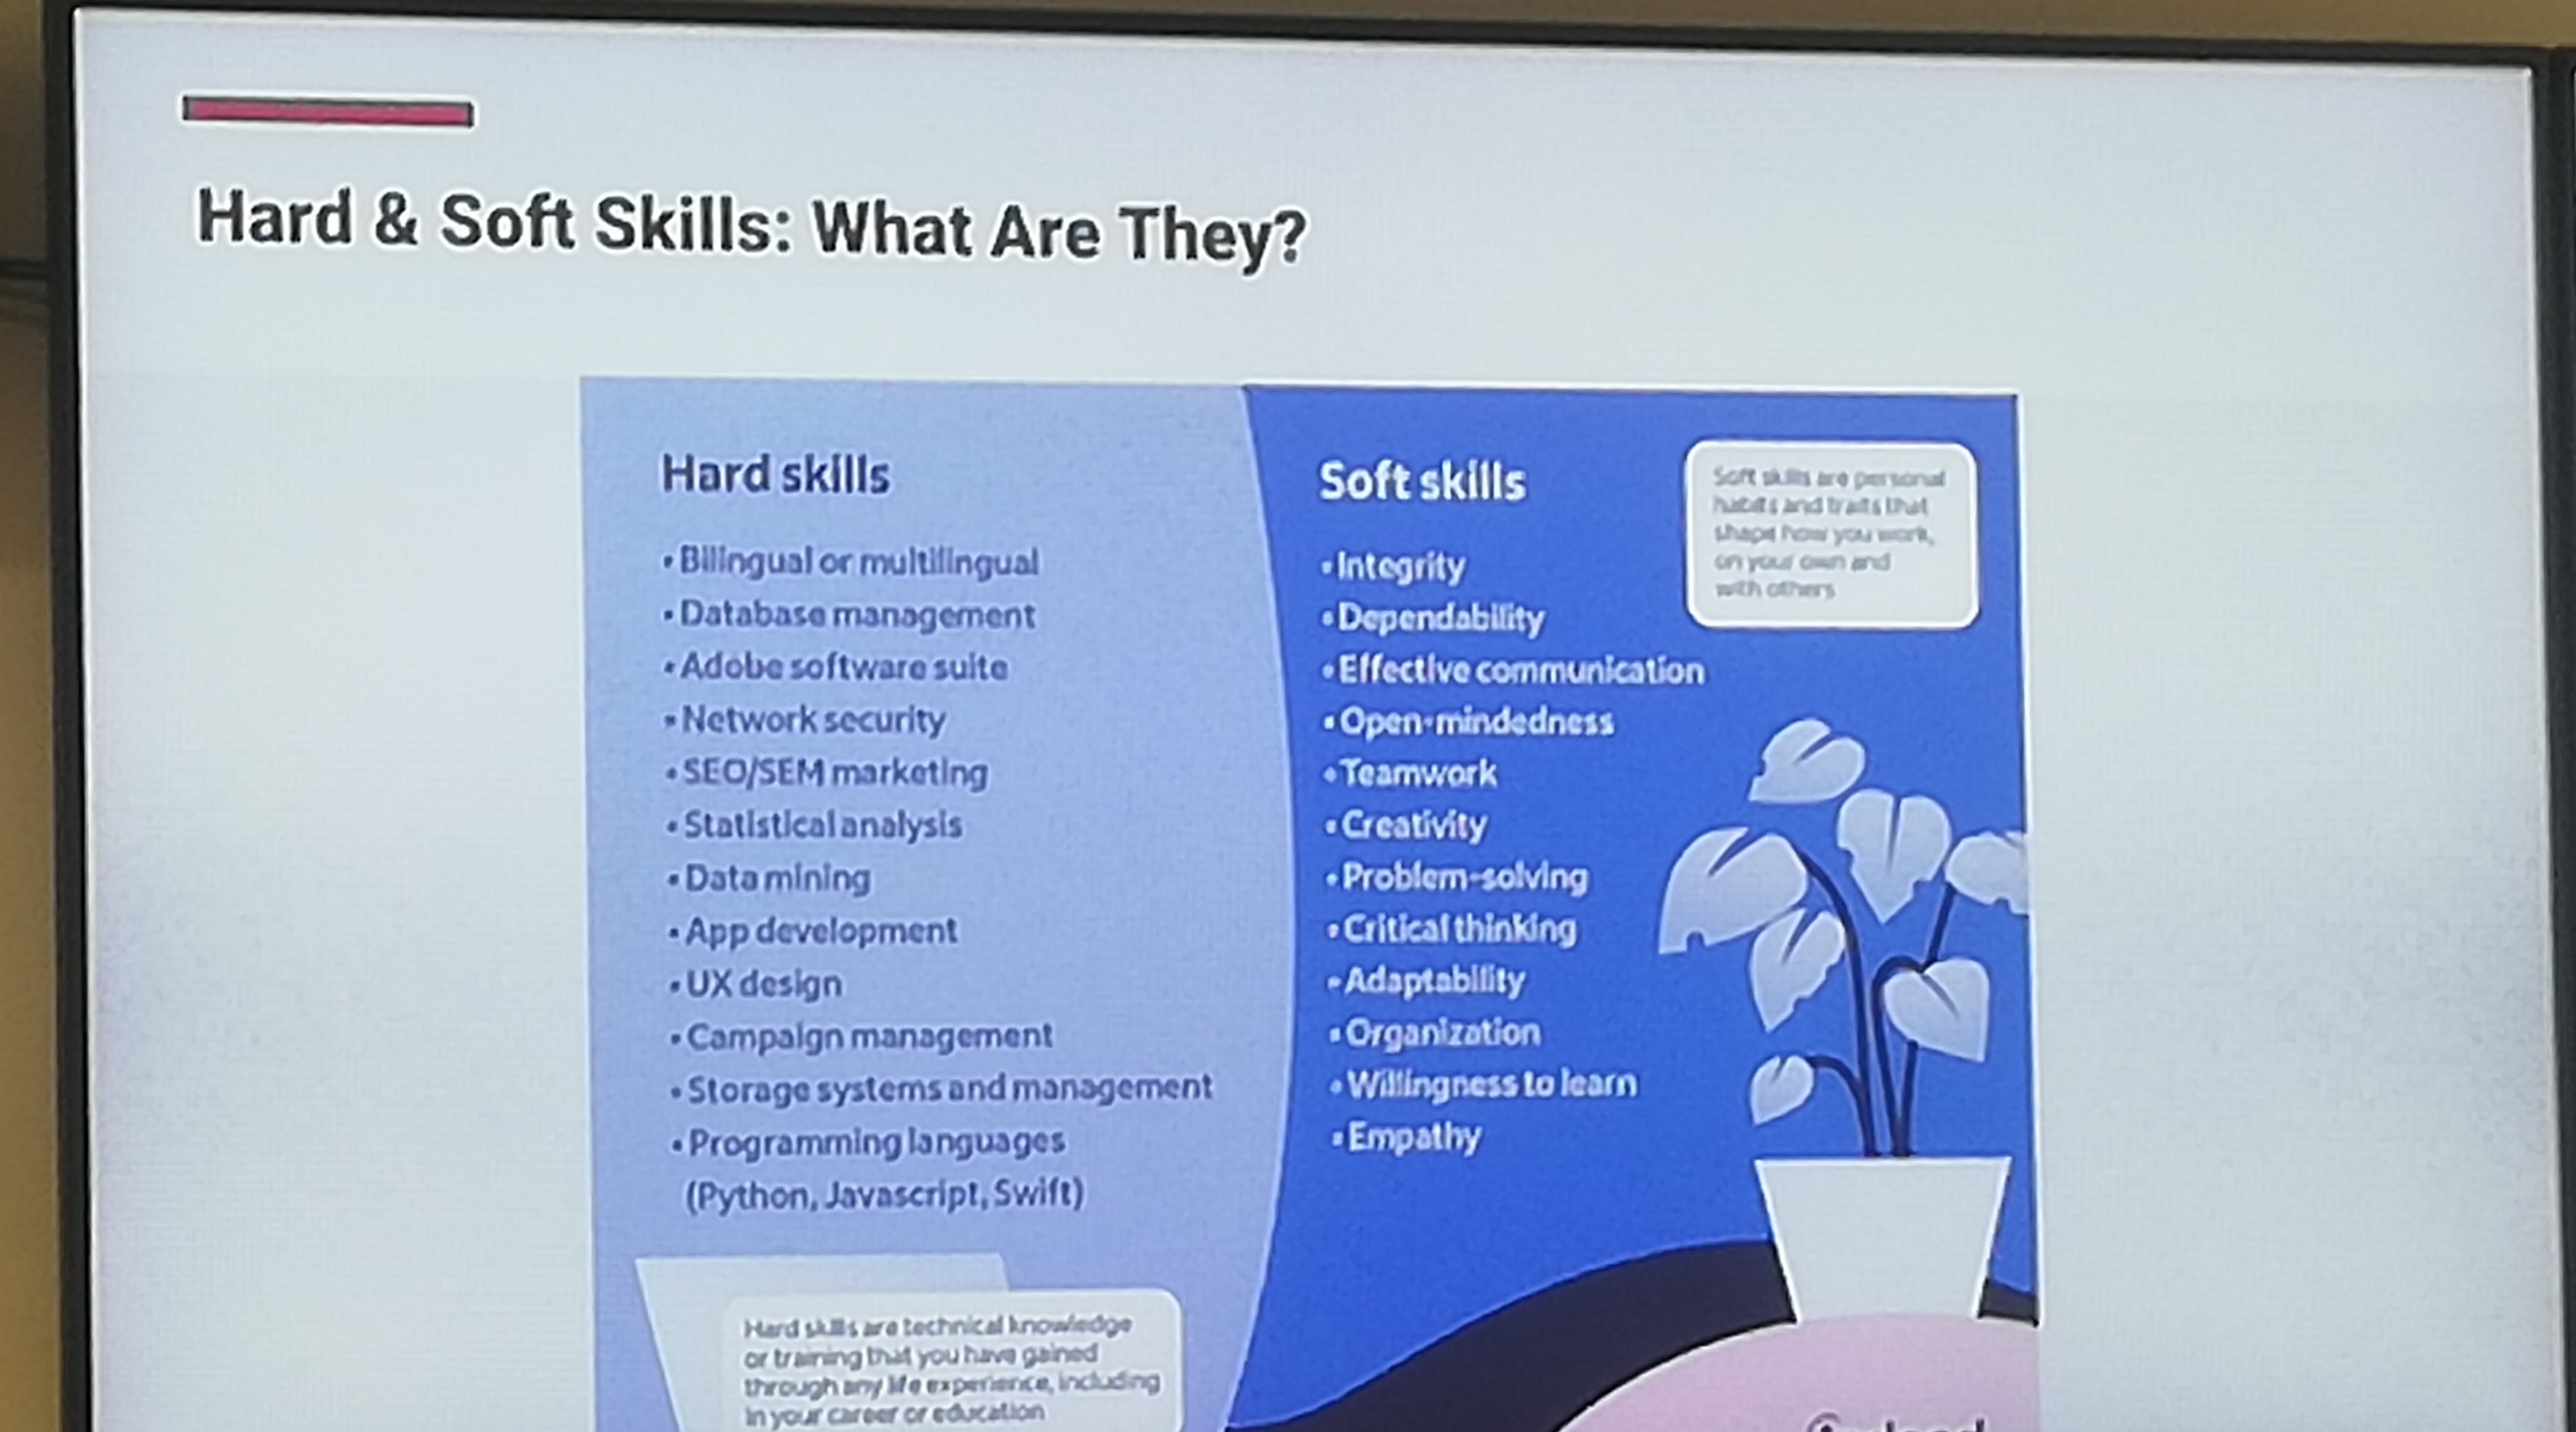 Hard & Soft Skills: What Are They?
Hard skills
• Bilingual or multilingual
• Database management
• Adobe software suite
• Network security
• SEO/SEM marketing
• Statistical analysis
• Data mining
• App development
• UX design
• Campaign management
• Storage systems and management
• Programming languages
(Python, Javascript, Swift)
Hard skills are technical knowledge
or training that you have gained
through any life experience, including
in your career or education
Soft skills
• Integrity
• Dependability
• Effective communication
• Open-mindedness
• Teamwork
• Creativity
• Problem-solving
• Critical thinking
• Adaptability
• Organization
• Willingness to learn
• Empathy
Soft skills are personal
habits and traits that
shape how you work,
on your own and
with others